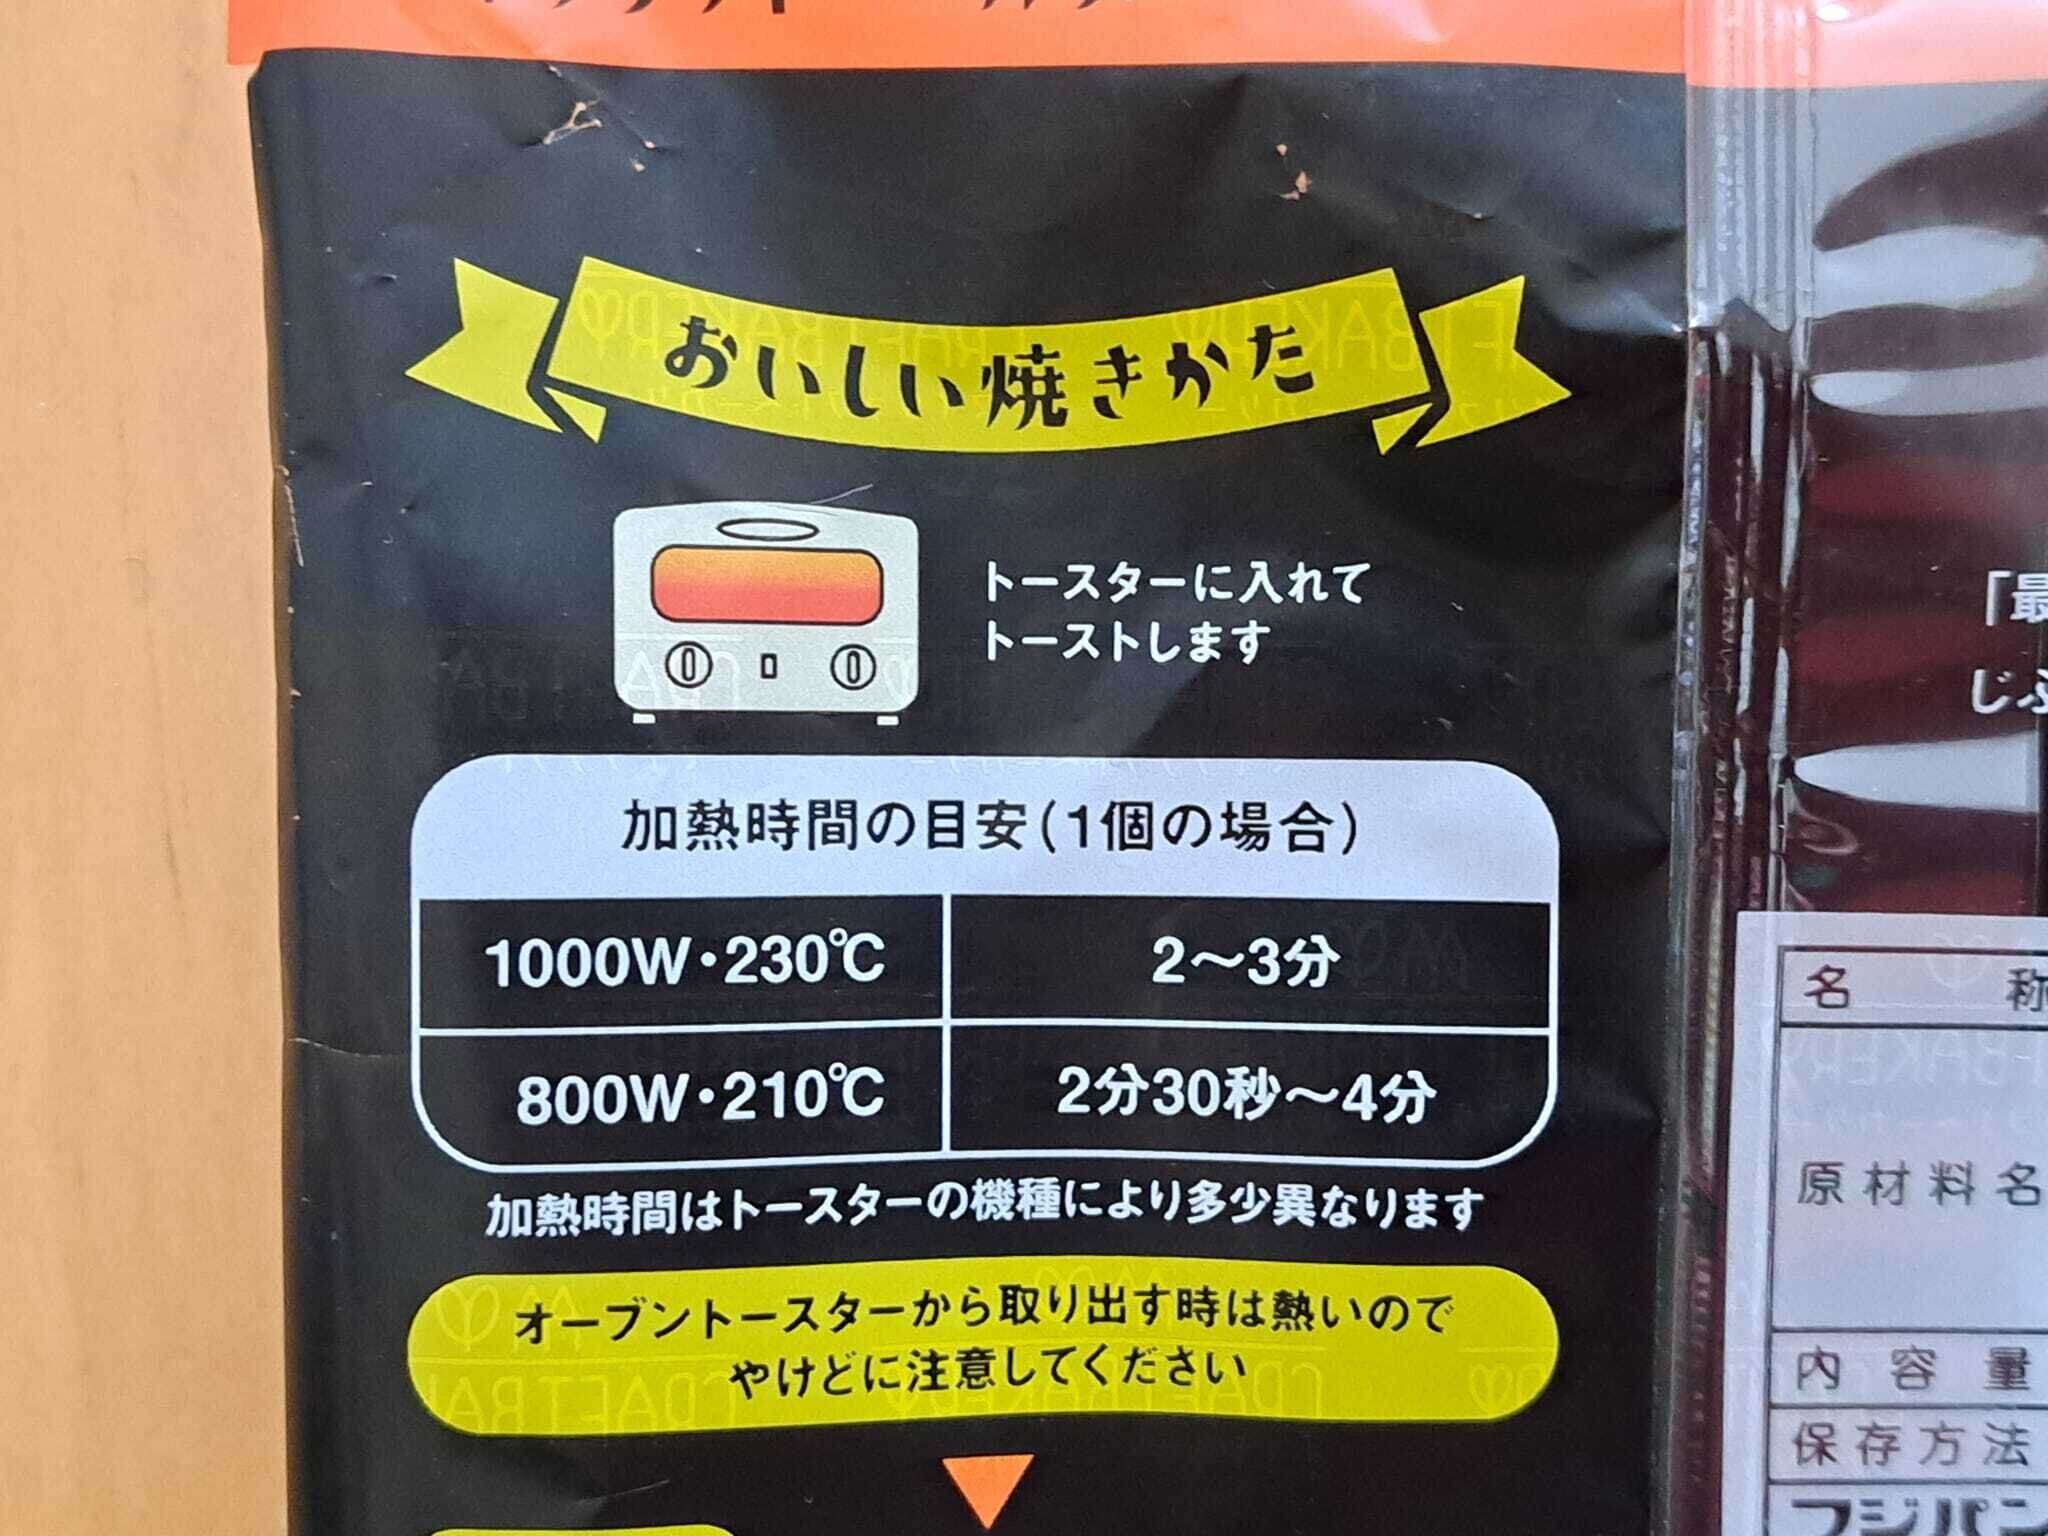 おいしい焼きかた
トースターに入れて
トーストします
加熱時間の目安(1個の場合)
1000W・230℃ 2〜3分
800W・210℃ 2分30秒〜4分
加熱時間はトースターの機種により多少異なります
オーブントースターから取り出す時は熱いので
やけどに注意してください
「最
じぶ
名 称
原材料名
内容量
保存方法
フジパン